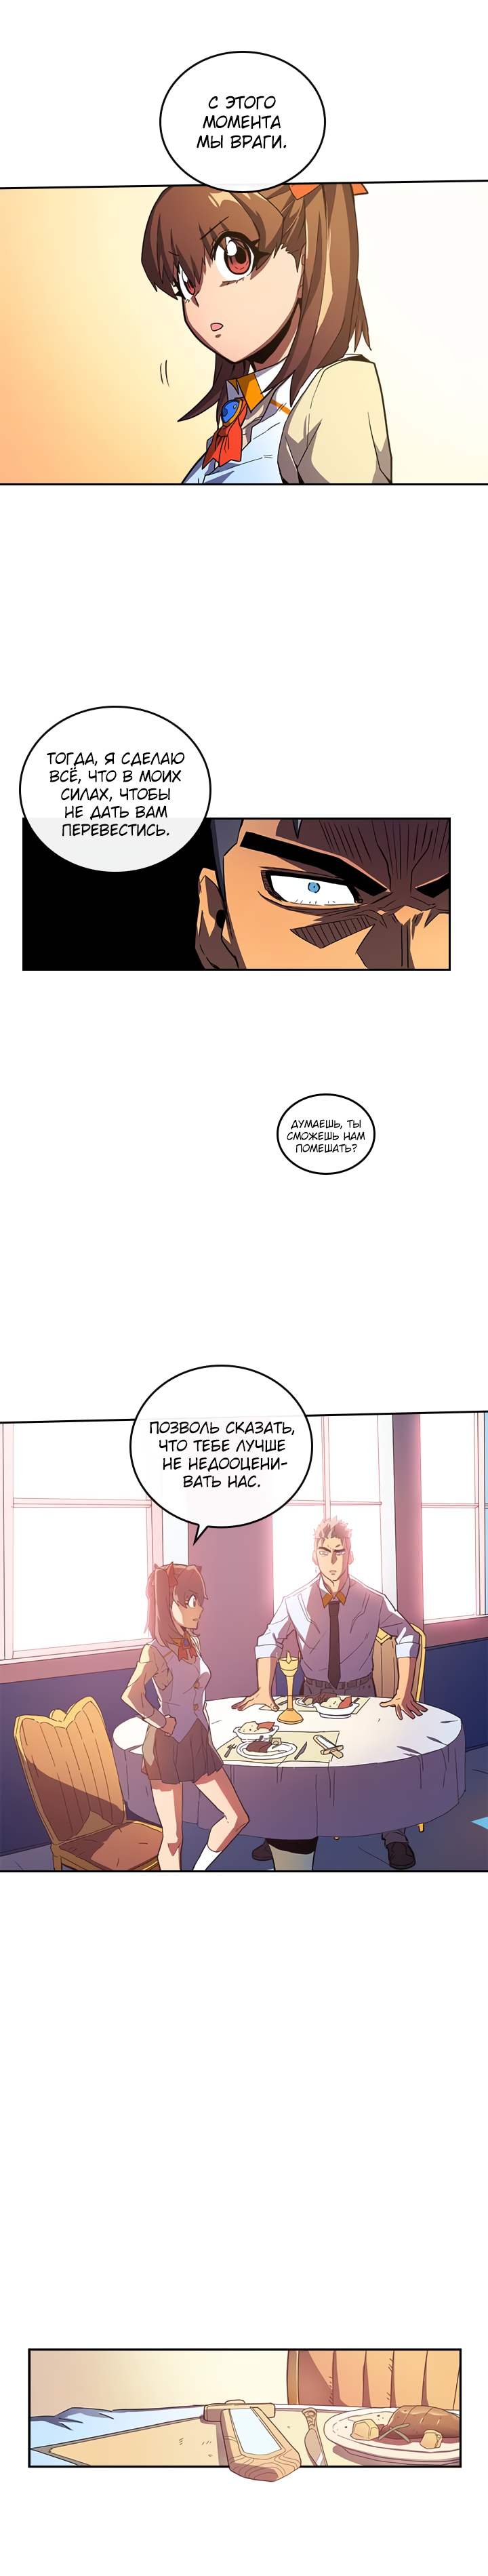 С ЭТОГО
МОМЕНТА
МЫ ВРАГИ.
ТОГДА, Я СДЕЛАЮ
ВСЁ, ЧТО В МОИХ
СИЛАХ, ЧТОБЫ
НЕ ДАТЬ ВАМ
ПЕРЕВЕСТИСЬ.
ДУМАЕШЬ, ТЫ
СМОЖЕШЬ НАМ
ПОМЕШАТЬ?
ПОЗВОЛЬ СКАЗАТЬ,
ЧТО ТЕБЕ ЛУЧШЕ
НЕ НЕДООЦЕНИ-
ВАТЬ НАС.